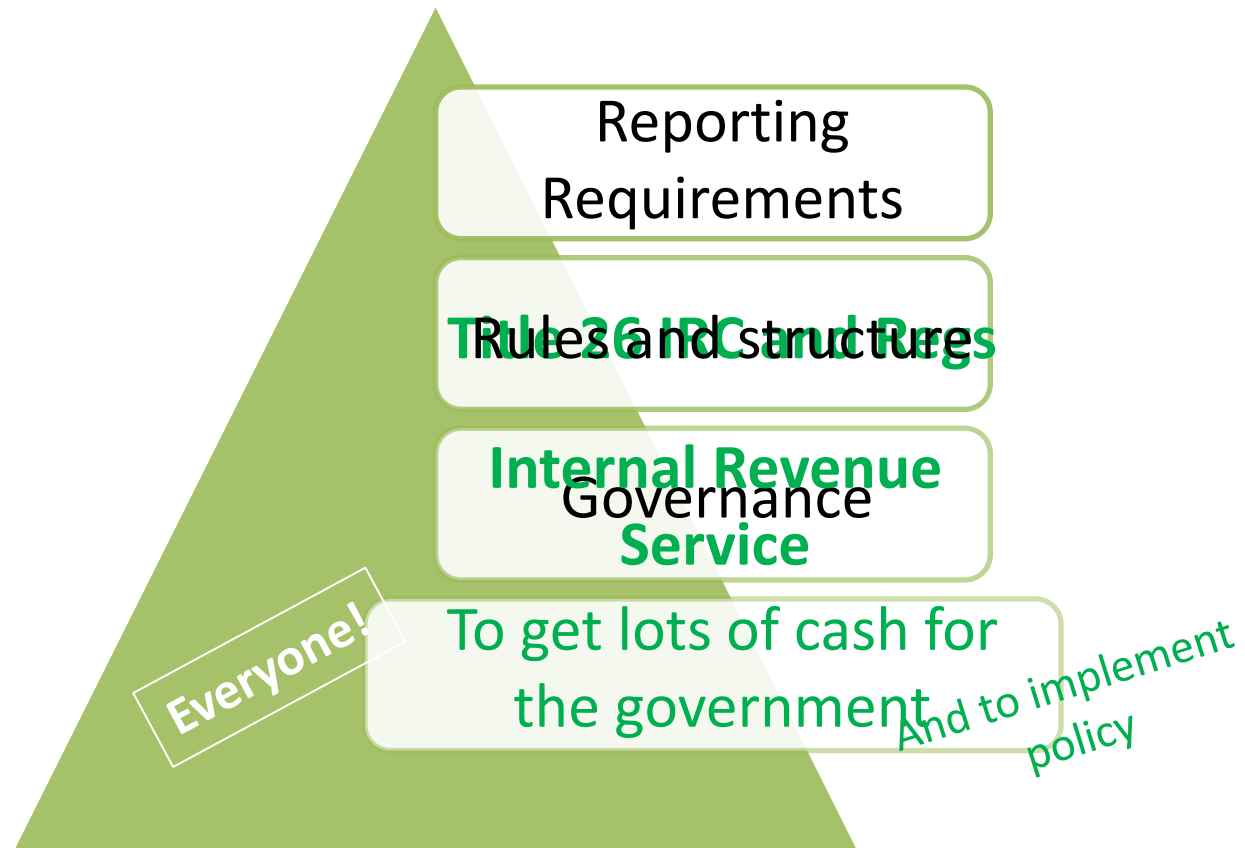 Reporting
Requirements
Title 26 IRC and Regs
Rules and structure
Internal Revenue
Service
Governance
Everyone!
To get lots of cash for
the government
And to implement
policy